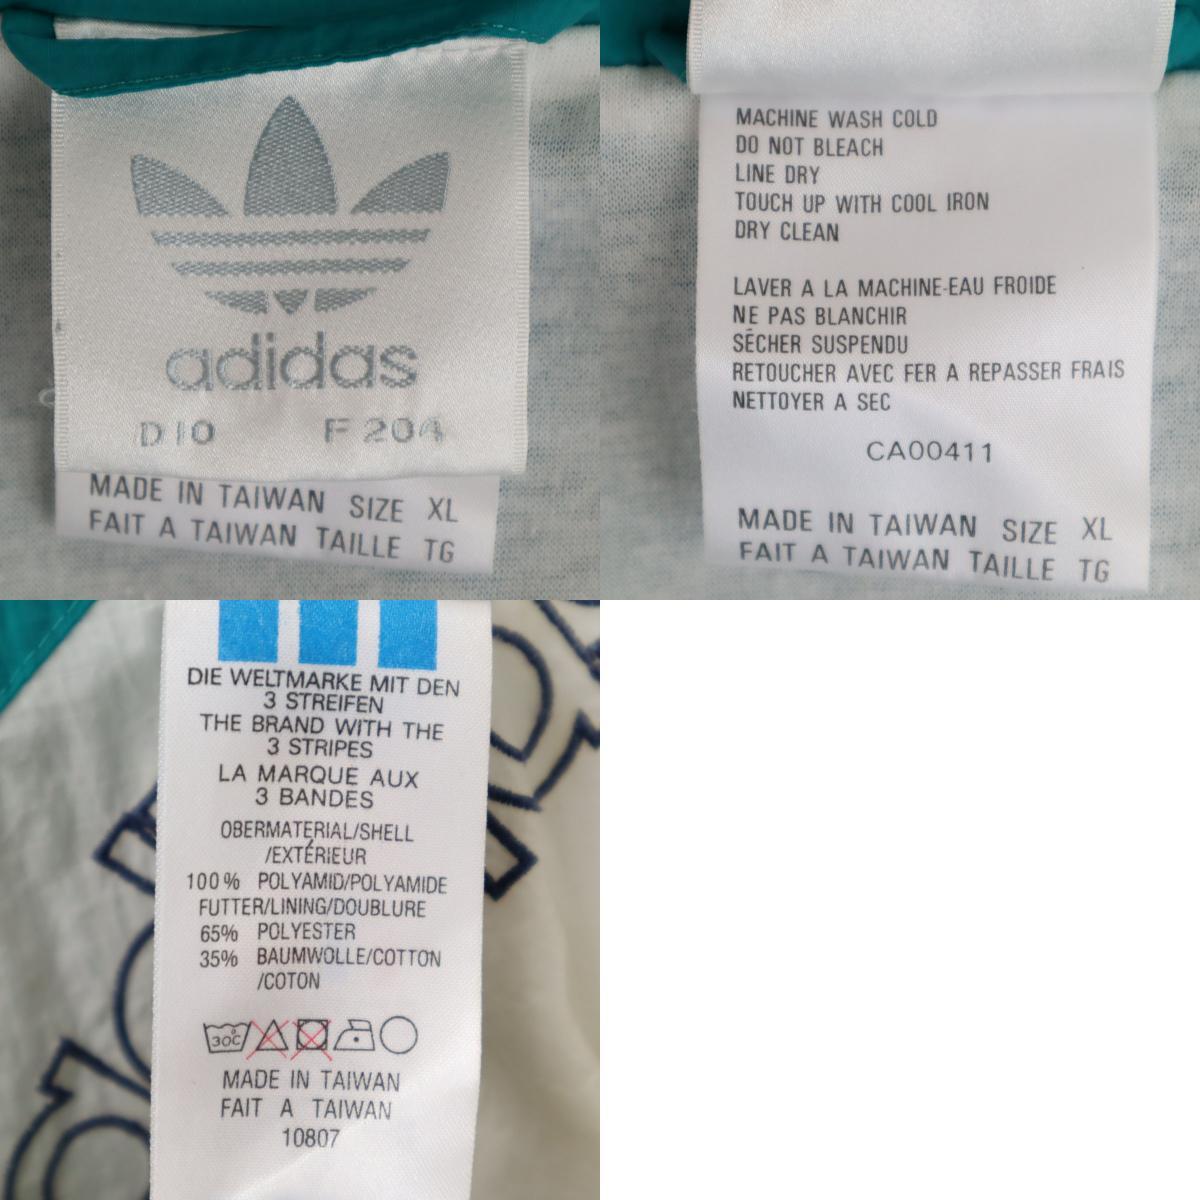 adidas
D 10 F 204
MADE IN TAIWAN SIZE XL
FAIT A TAIWAN TAILLE TG
MACHINE WASH COLD
DO NOT BLEACH
LINE DRY
TOUCH UP WITH COOL IRON
DRY CLEAN
LAVER A LA MACHINE-EAU FROIDE
NE PAS BLANCHIR
SÉCHER SUSPENDU
RETOUCHER AVEC FER A REPASSER FRAIS
NETTOYER A SEC
CA00411
MADE IN TAIWAN SIZE XL
FAIT A TAIWAN TAILLE TG
DIE WELTMARKE MIT DEN
3 STREIFEN
THE BRAND WITH THE
3 STRIPES
LA MARQUE AUX
3 BANDES
OBERMATERIAL/SHELL
/EXTÉRIEUR
100% POLYAMID/POLYAMIDE
FUTTER/LINING/DOUBLURE
65% POLYESTER
35% BAUMWOLLE/COTTON
/COTON
30C
MADE IN TAIWAN
FAIT A TAIWAN
10807